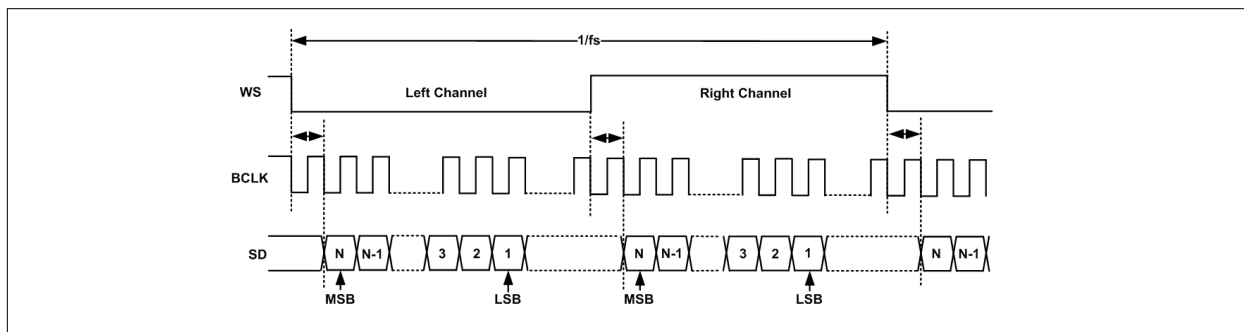 1/fs
WS Left Channel Right Channel
BCLK
SD N N-1 3 2 1 N N-1 3 2 1 N N-1
MSB LSB MSB LSB